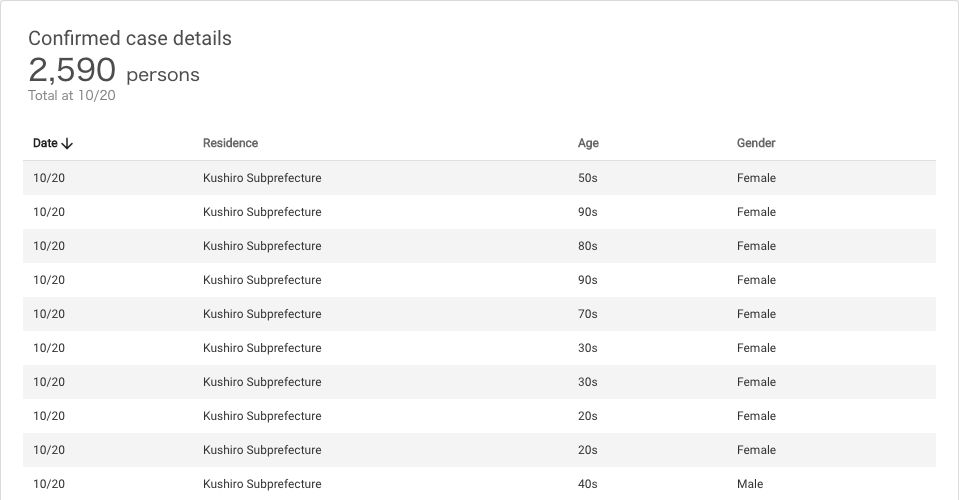 Confirmed case details
2,590 persons
Total at 10/20
Date Residence Age Gender
10/20 Kushiro Subprefecture 50s Female
10/20 Kushiro Subprefecture 90s Female
10/20 Kushiro Subprefecture 80s Female
10/20 Kushiro Subprefecture 90s Female
10/20 Kushiro Subprefecture 70s Female
10/20 Kushiro Subprefecture 30s Female
10/20 Kushiro Subprefecture 30s Female
10/20 Kushiro Subprefecture 20s Female
10/20 Kushiro Subprefecture 20s Female
10/20 Kushiro Subprefecture 40s Male